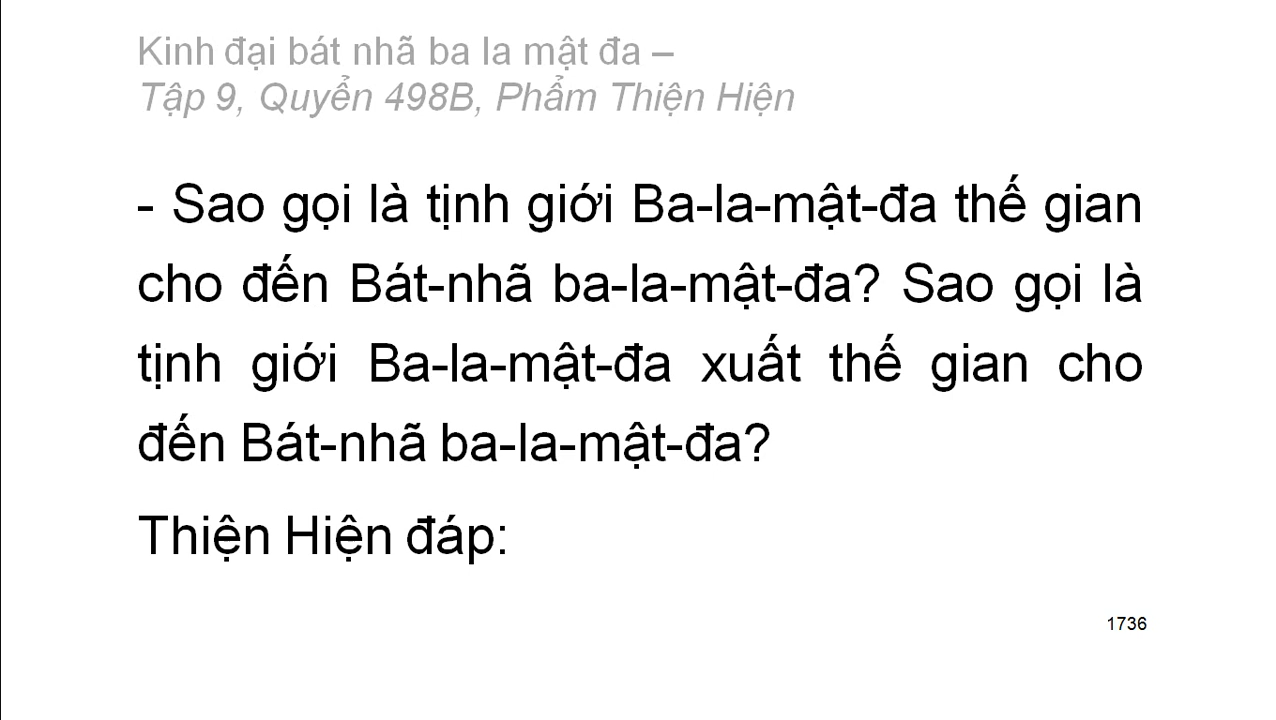 Kinh đại bát nhã ba la mật đa –
Tập 9, Quyển 498B, Phẩm Thiện Hiện
- Sao gọi là tịnh giới Ba-la-mật-đa thế gian
cho đến Bát-nhã ba-la-mật-đa? Sao gọi là
tịnh giới Ba-la-mật-đa xuất thế gian cho
đến Bát-nhã ba-la-mật-đa?
Thiện Hiện đáp:
1736